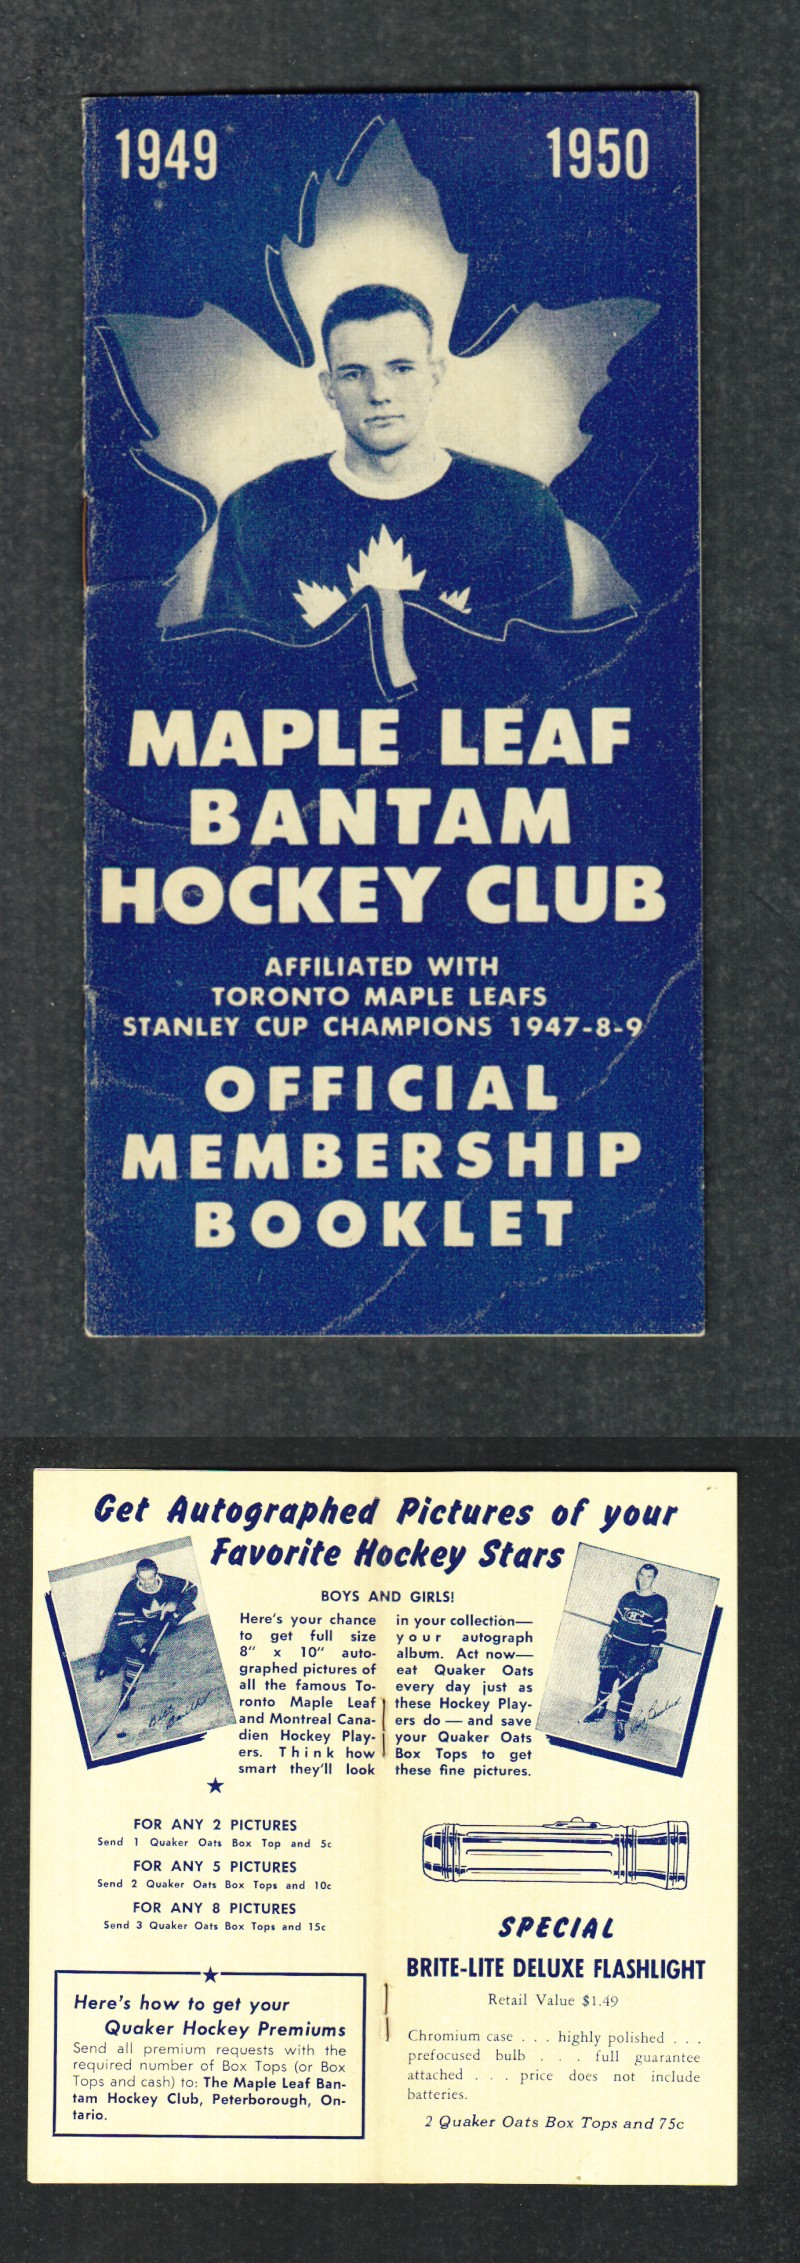 1949 1950
MAPLE LEAF
BANTAM
HOCKEY CLUB
AFFILIATED WITH
TORONTO MAPLE LEAFS
STANLEY CUP CHAMPIONS 1947-8-9
OFFICIAL
MEMBERSHIP
BOOKLET
Get Autographed Pictures of your
Favorite Hockey Stars
BOYS AND GIRLS!
Here's your chance
to get full size
8" x 10" auto-
graphed pictures of
all the famous To-
ronto Maple Leaf
and Montreal Cana-
dien Hockey Play-
ers. Think how
smart they'll look
in your collection—
your autograph
album. Act now—
eat Quaker Oats
every day just as
these Hockey Play-
ers do — and save
your Quaker Oats
Box Tops to get
these fine pictures.
FOR ANY 2 PICTURES
Send 1 Quaker Oats Box Top and 5c
FOR ANY 5 PICTURES
Send 2 Quaker Oats Box Tops and 10c
FOR ANY 8 PICTURES
Send 3 Quaker Oats Box Tops and 15c
Here's how to get your
Quaker Hockey Premiums
Send all premium requests with the
required number of Box Tops (or Box
Tops and cash) to: The Maple Leaf Ban-
tam Hockey Club, Peterborough, On-
tario.
SPECIAL
BRITE-LITE DELUXE FLASHLIGHT
Retail Value $1.49
Chromium case . . . highly polished . . .
prefocused bulb . . . full guarantee
attached . . . price does not include
batteries.
2 Quaker Oats Box Tops and 75c